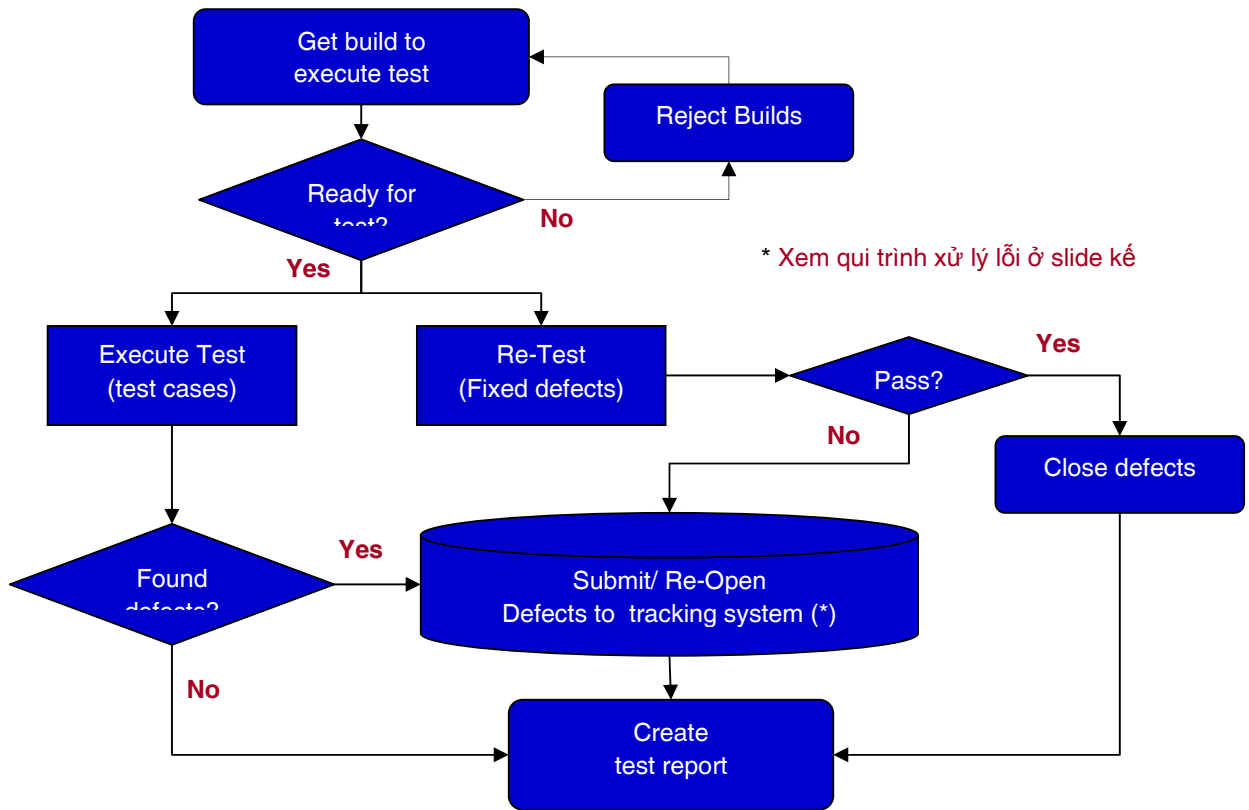 Get build to
execute test
Reject Builds
Ready for
test?
No
Yes
* Xem qui trình xử lý lỗi ở slide kế
Execute Test
(test cases)
Re-Test
(Fixed defects)
Yes
Pass?
No
Close defects
Yes
Found
defects?
Submit/ Re-Open
Defects to tracking system (*)
No
Create
test report